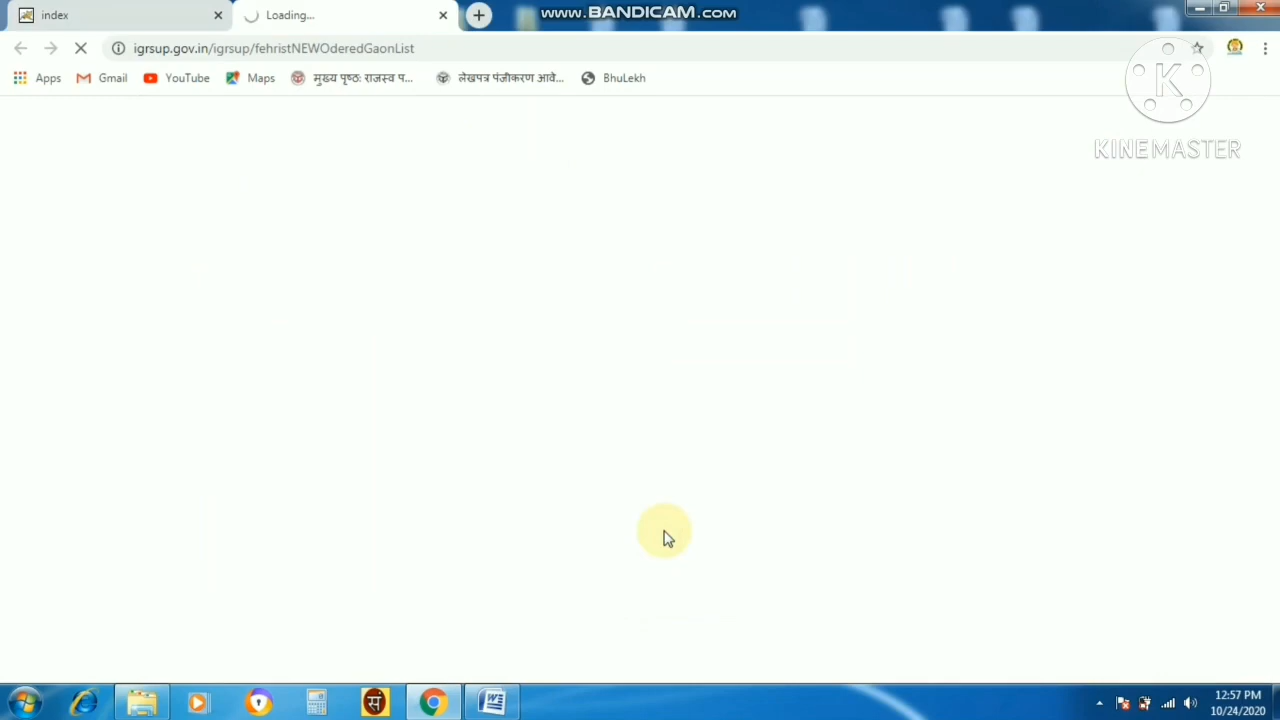 index
Loading...
www.BANDICAM.com
igrsup.gov.in/igrsup/fehristNEWOderedGaonList
Apps
Gmail
YouTube
Maps
मुख्य पृष्ठ: राजस्व प...
लेखपत्र पंजीकरण आवे...
BhuLekh
K
KINEMASTER
स
W
12:57 PM
10/24/2020